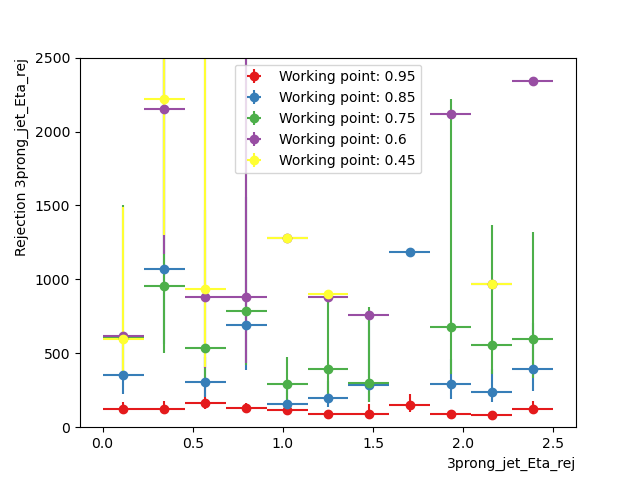 2500
2000
1500
1000
500
0
Rejection 3prong_jet_Eta_rej
Working point: 0.95
Working point: 0.85
Working point: 0.75
Working point: 0.6
Working point: 0.45
0.0 0.5 1.0 1.5 2.0 2.5
3prong_jet_Eta_rej